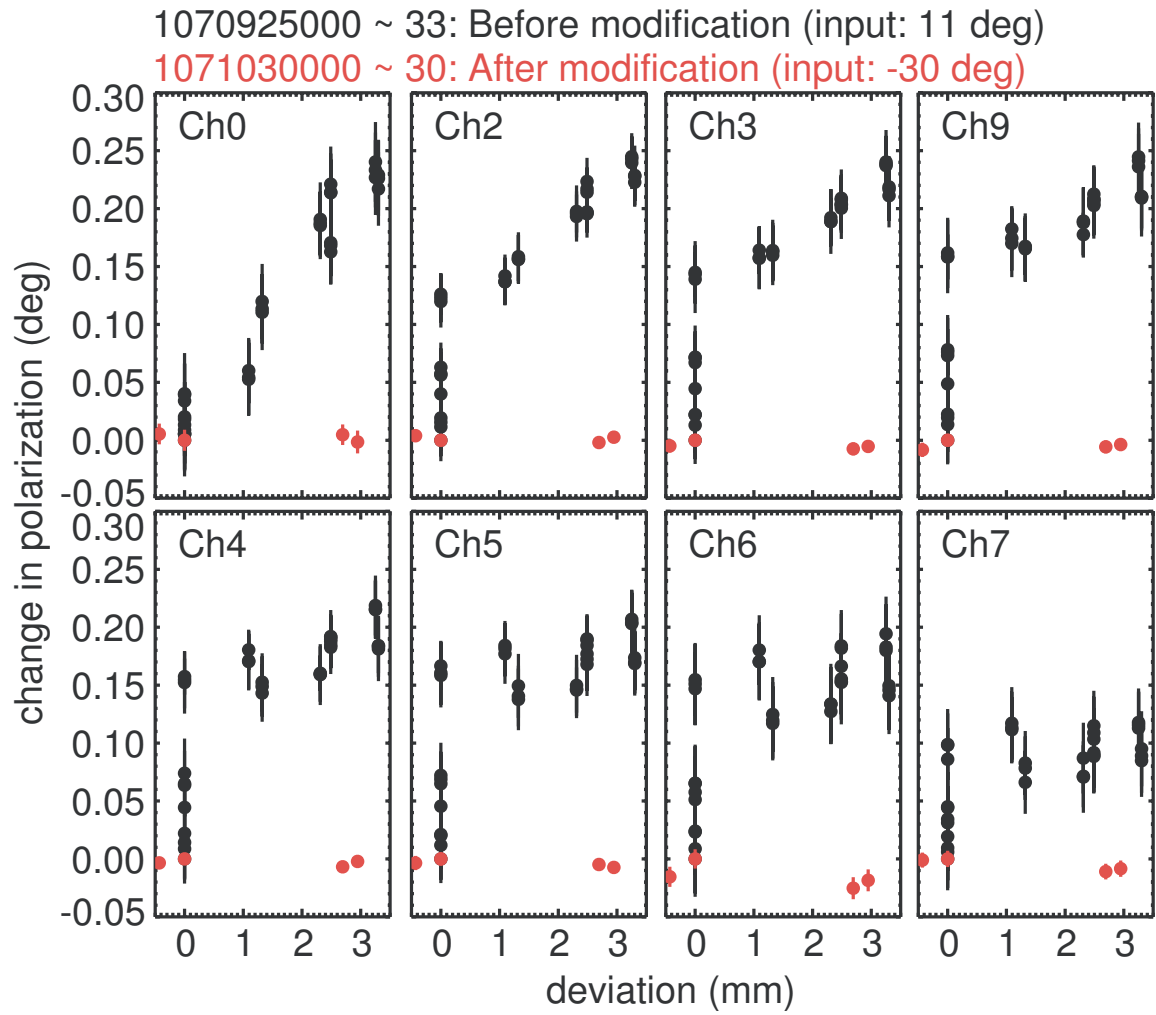 1070925000 ~ 33: Before modification (input: 11 deg)
1071030000 ~ 30: After modification (input: -30 deg)
change in polarization (deg)
0.30
0.25
0.20
0.15
0.10
0.05
0.00
-0.05
Ch0
Ch2
Ch3
Ch9
0.30
0.25
0.20
0.15
0.10
0.05
0.00
-0.05
Ch4
Ch5
Ch6
Ch7
0 1 2 3
0 1 2 3
0 1 2 3
0 1 2 3
deviation (mm)